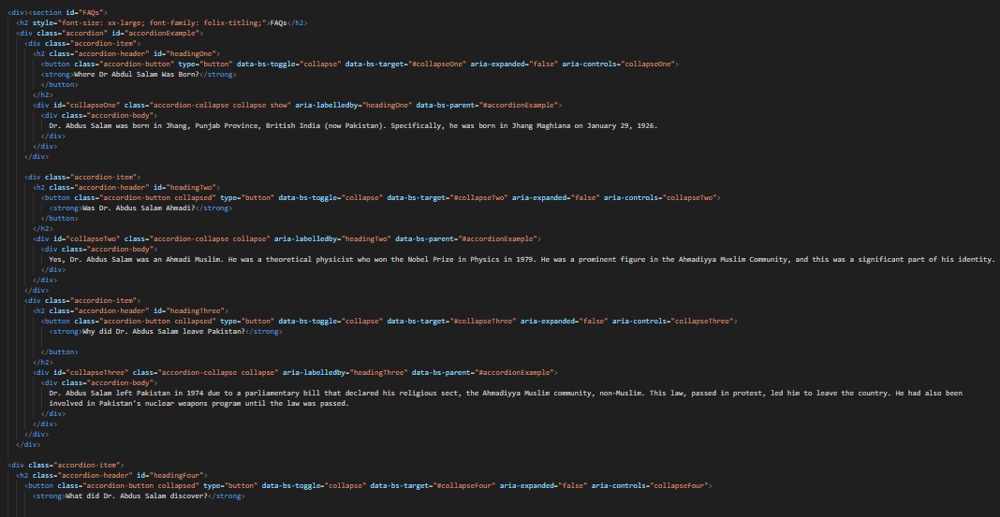 <div><section id="FAQs">
<h2 style="font-size: xx-large; font-family: felix-titling;">FAQs</h2>
<div class="accordion" id="accordionExample">
<div class="accordion-item">
<h2 class="accordion-header" id="headingOne">
<button class="accordion-button" type="button" data-bs-toggle="collapse" data-bs-target="#collapseOne" aria-expanded="false" aria-controls="collapseOne">
<strong>Where Dr Abdul Salam Was Born?</strong>
</button>
</h2>
<div id="collapseOne" class="accordion-collapse collapse show" aria-labelledby="headingOne" data-bs-parent="#accordionExample">
<div class="accordion-body">
Dr. Abdus Salam was born in Jhang, Punjab Province, British India (now Pakistan). Specifically, he was born in Jhang Maghiana on January 29, 1926.
</div>
</div>
</div>
<div class="accordion-item">
<h2 class="accordion-header" id="headingTwo">
<button class="accordion-button collapsed" type="button" data-bs-toggle="collapse" data-bs-target="#collapseTwo" aria-expanded="false" aria-controls="collapseTwo">
<strong>Was Dr. Abdus Salam Ahmadi?</strong>
</button>
</h2>
<div id="collapseTwo" class="accordion-collapse collapse" aria-labelledby="headingTwo" data-bs-parent="#accordionExample">
<div class="accordion-body">
Yes, Dr. Abdus Salam was an Ahmadi Muslim. He was a theoretical physicist who won the Nobel Prize in Physics in 1979. He was a prominent figure in the Ahmadiyya Muslim Community, and this was a significant part of his identity.
</div>
</div>
</div>
<div class="accordion-item">
<h2 class="accordion-header" id="headingThree">
<button class="accordion-button collapsed" type="button" data-bs-toggle="collapse" data-bs-target="#collapseThree" aria-expanded="false" aria-controls="collapseThree">
<strong>Why did Dr. Abdus Salam leave Pakistan?</strong>
</button>
</h2>
<div id="collapseThree" class="accordion-collapse collapse" aria-labelledby="headingThree" data-bs-parent="#accordionExample">
<div class="accordion-body">
Dr. Abdus Salam left Pakistan in 1974 due to a parliamentary bill that declared his religious sect, the Ahmadiyya Muslim community, non-Muslim. This law, passed in protest, led him to leave the country. He had also been
involved in Pakistan's nuclear weapons program until the law was passed.
</div>
</div>
</div>
</div>
<div class="accordion-item">
<h2 class="accordion-header" id="headingFour">
<button class="accordion-button collapsed" type="button" data-bs-toggle="collapse" data-bs-target="#collapseFour" aria-expanded="false" aria-controls="collapseFour">
<strong>What did Dr. Abdus Salam discover?</strong>